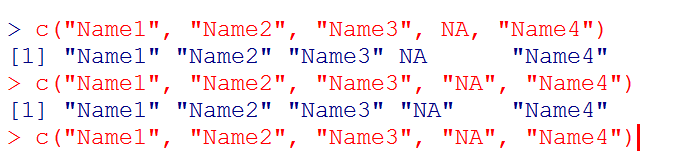 > c("Name1", "Name2", "Name3", NA, "Name4")
[1] "Name1" "Name2" "Name3" NA      "Name4"
> c("Name1", "Name2", "Name3", "NA", "Name4")
[1] "Name1" "Name2" "Name3" "NA"    "Name4"
> c("Name1", "Name2", "Name3", "NA", "Name4")